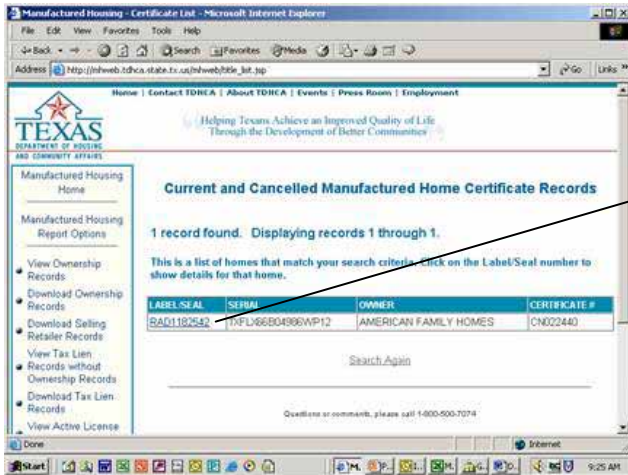 Manufactured Housing - Certificate List - Microsoft Internet Explorer
File Edit View Favorites Tools Help
Back Search Favorites Media
Address http://mhweb.tdhca.state.tx.us/mhweb/title_list.jsp Go Links »
Home | Contact TDHCA | About TDHCA | Events | Press Room | Employment
TEXAS
DEPARTMENT OF HOUSING
AND COMMUNITY AFFAIRS
Helping Texans Achieve an Improved Quality of Life
Through the Development of Better Communities
Manufactured Housing
Home
Manufactured Housing
Report Options
View Ownership
Records
Download Ownership
Records
Download Selling
Retailer Records
View Tax Lien
Records without
Ownership Records
Download Tax Lien
Records
View Active License
Current and Cancelled Manufactured Home Certificate Records
1 record found. Displaying records 1 through 1.
This is a list of homes that match your search criteria. Click on the Label/Seal number to
show details for that home.
LABEL/SEAL SERIAL OWNER CERTIFICATE #
RAD1182542 TXFLX66B04986WP12 AMERICAN FAMILY HOMES CN022440
Search Again
Questions or comments, please call 1-800-500-7074
Done Internet
Start 9:25 AM